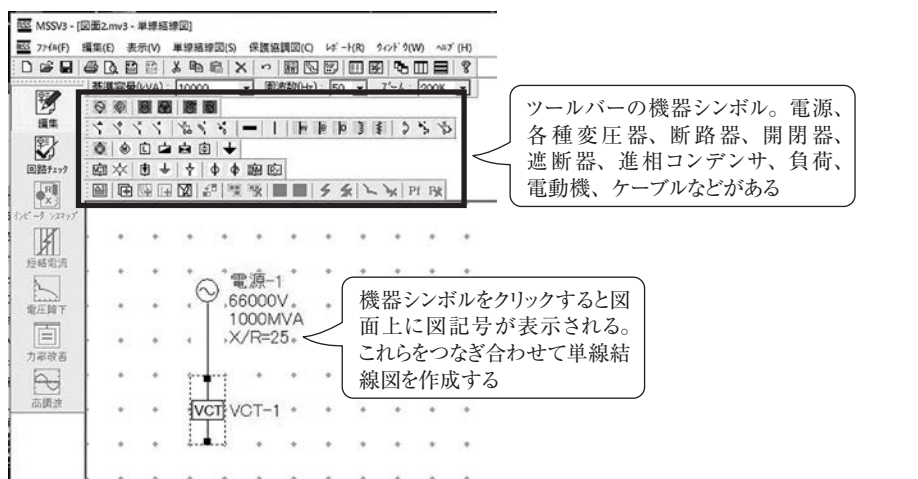 MSSV3 - [図面2.mv3 - 単線結線図]
ファイル(F) 編集(E) 表示(V) 単線結線図(S) 保護協調図(C) レポート(R) ウィンドウ(W) ヘルプ(H)
基準容量(kVA): 10000 周波数(Hz): 50 ズーム: 200%
編集
回路チェック
インピーダンスマップ
短絡電流
電圧降下
力率改善
高調波
ツールバーの機器シンボル。電源、
各種変圧器、断路器、開閉器、
遮断器、進相コンデンサ、負荷、
電動機、ケーブルなどがある
電源-1
66000V
1000MVA
X/R=25
機器シンボルをクリックすると図
面上に図記号が表示される。
これらをつなぎ合わせて単線結
線図を作成する
VCT VCT-1